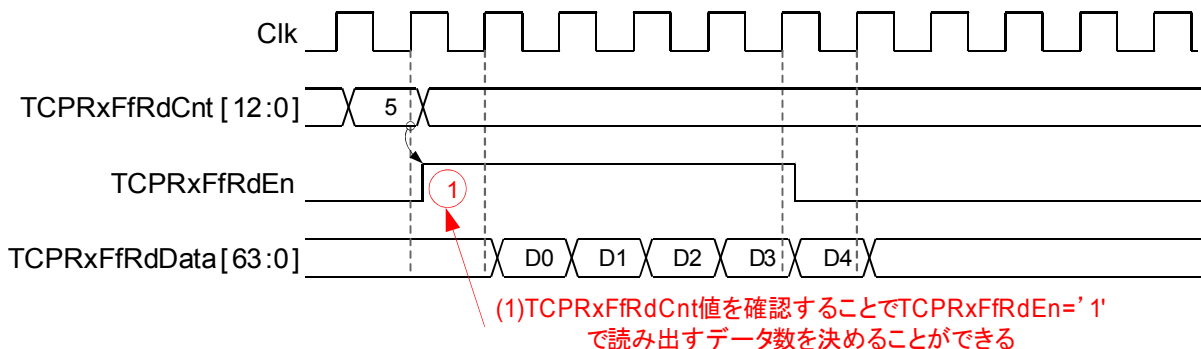 Clk
TCPRxFfRdCnt [12:0]
5
TCPRxFfRdEn
1
TCPRxFfRdData[63:0]
D0 D1 D2 D3 D4
(1)TCPRxFfRdCnt値を確認することでTCPRxFfRdEn=’1'
で読み出すデータ数を決めることができる